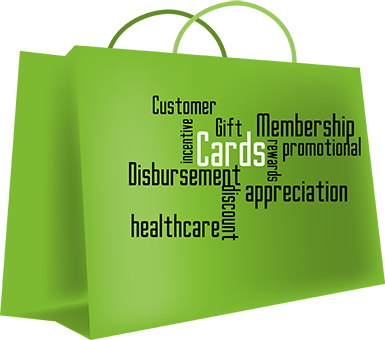 Customer
incentive
Gift
Membership
Cards
rewards
promotional
Disbursement
discount
appreciation
healthcare